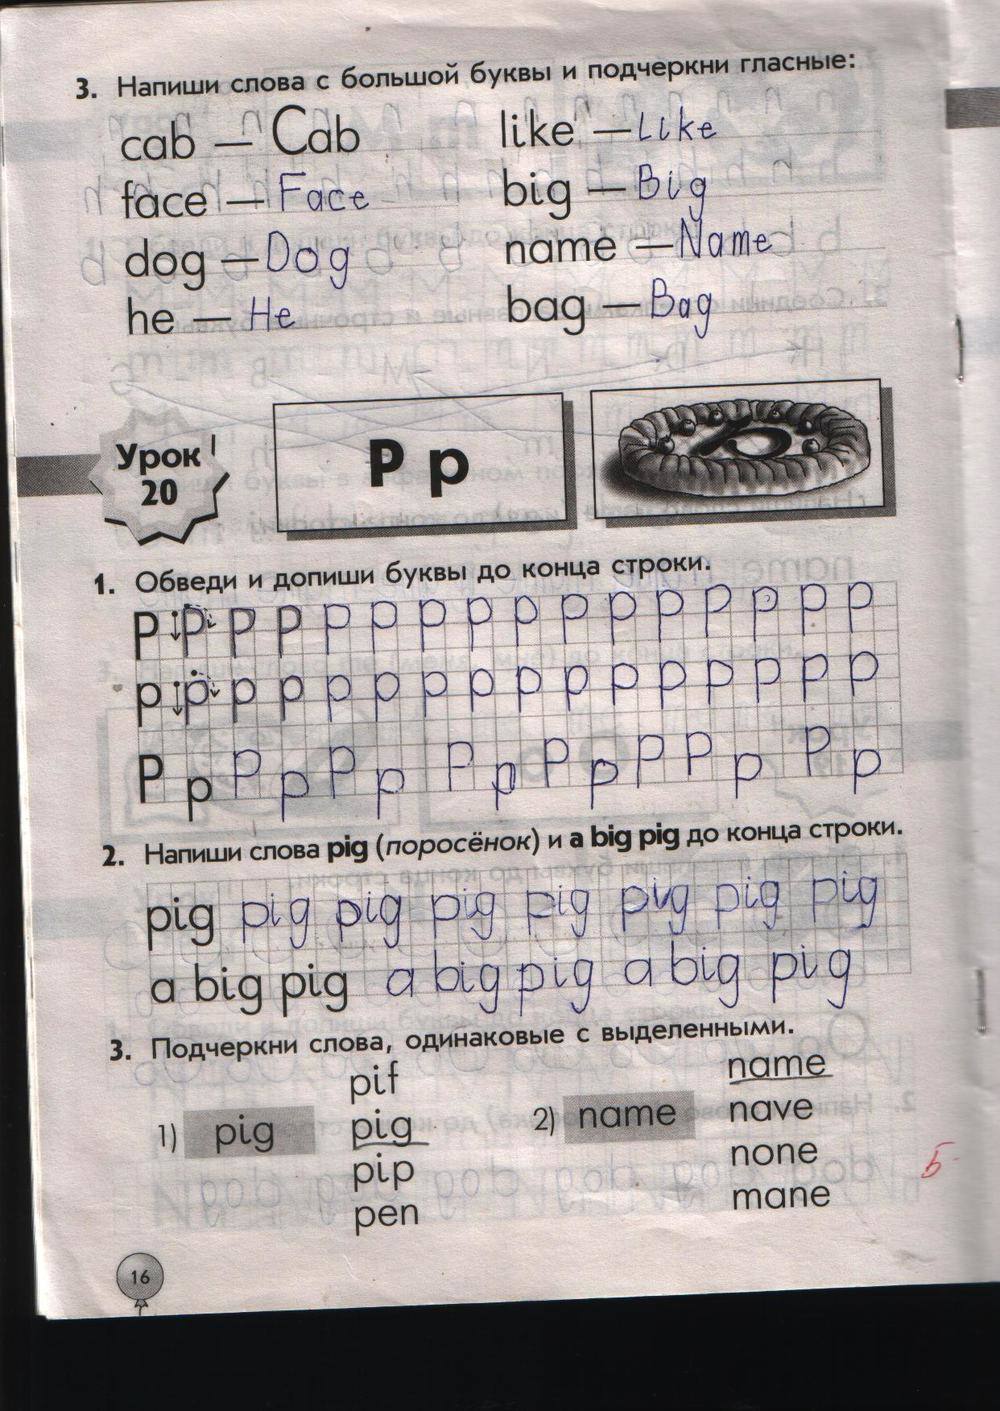 3. Напиши слова с большой буквы и подчеркни гласные:
cab — Cab like — Like
face — Face big — Big
dog — Dog name — Name
he — He bag — Bag
Урок 20
P p
1. Обведи и допиши буквы до конца строки.
P P P P P P P P P P P P P P P P
p p p p p p p p p p p p p p p p
P p P p P p P p P p P P p P p
2. Напиши слова pig (поросёнок) и a big pig до конца строки.
pig pig pig pig pig pig pig pig
a big pig a big pig a big pig
3. Подчеркни слова, одинаковые с выделенными.
1) pig
pif
pig
pip
pen
2) name
name
nave
none
mane
5
16